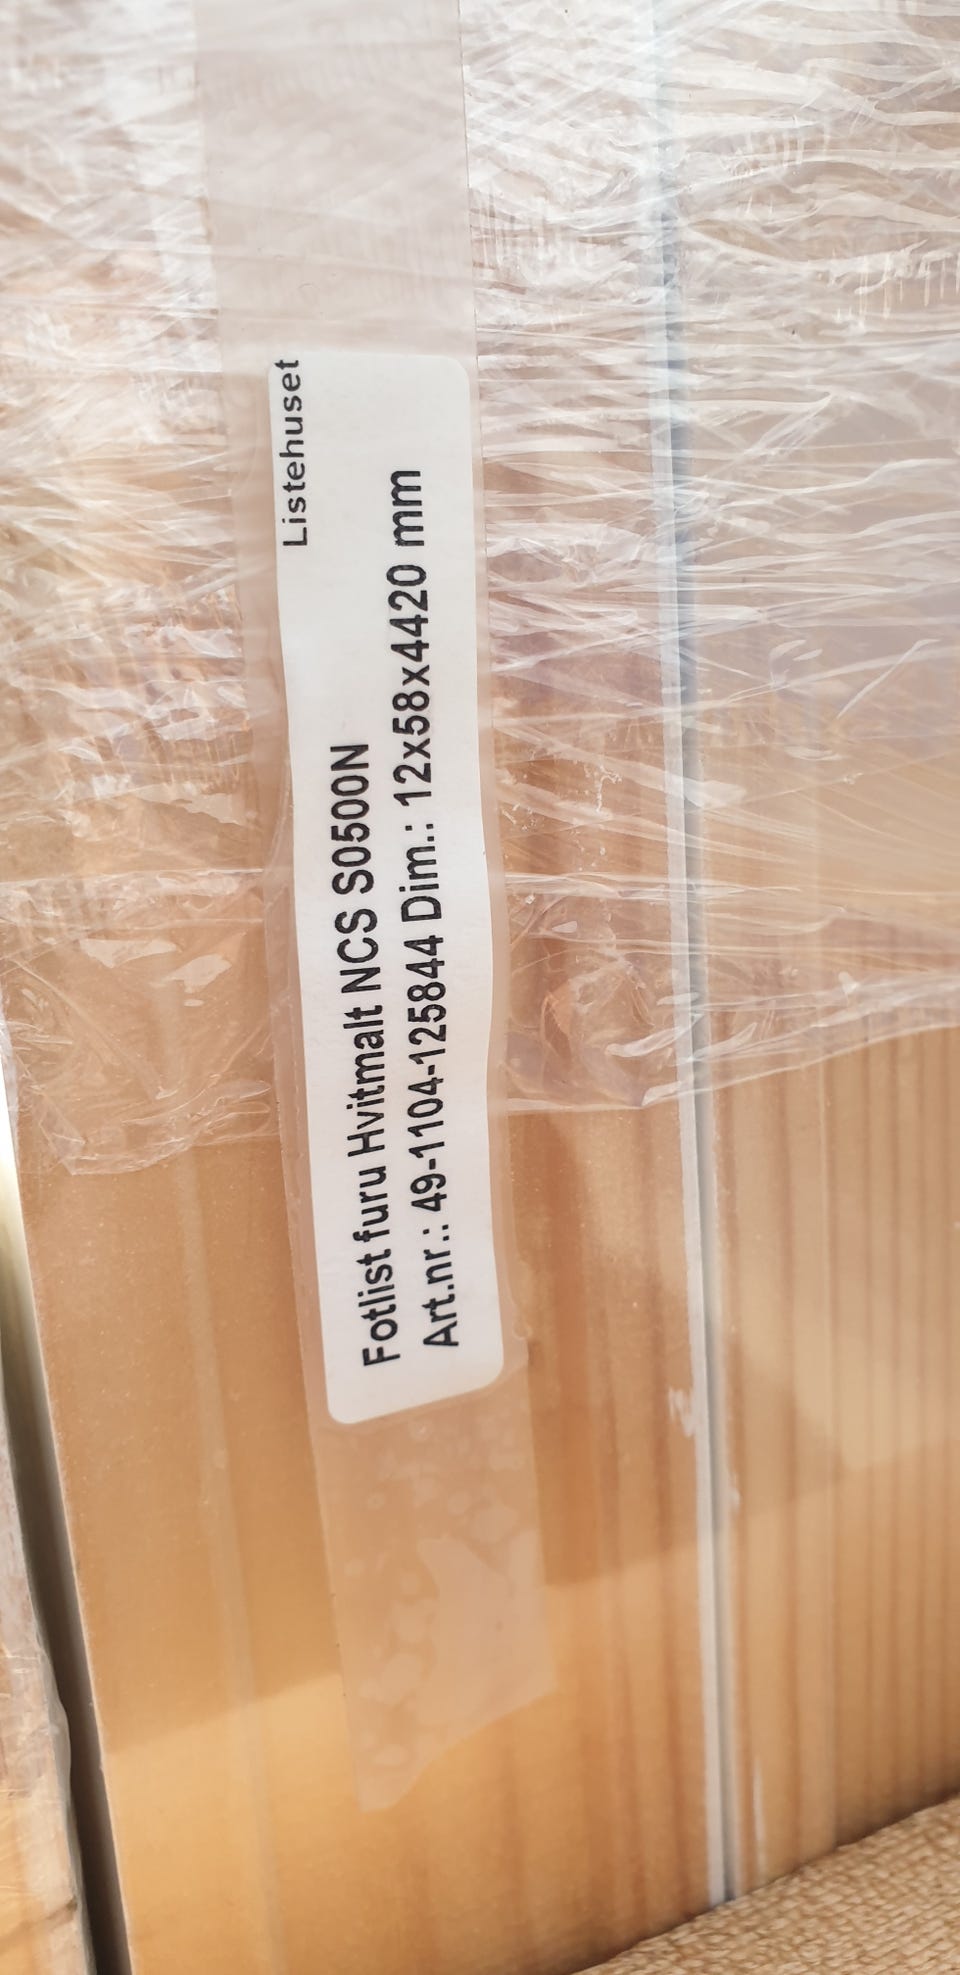 Listehuset
Fotlist furu Hvitmalt NCS S0500N
Art.nr.: 49-1104-125844 Dim.: 12x58x4420 mm